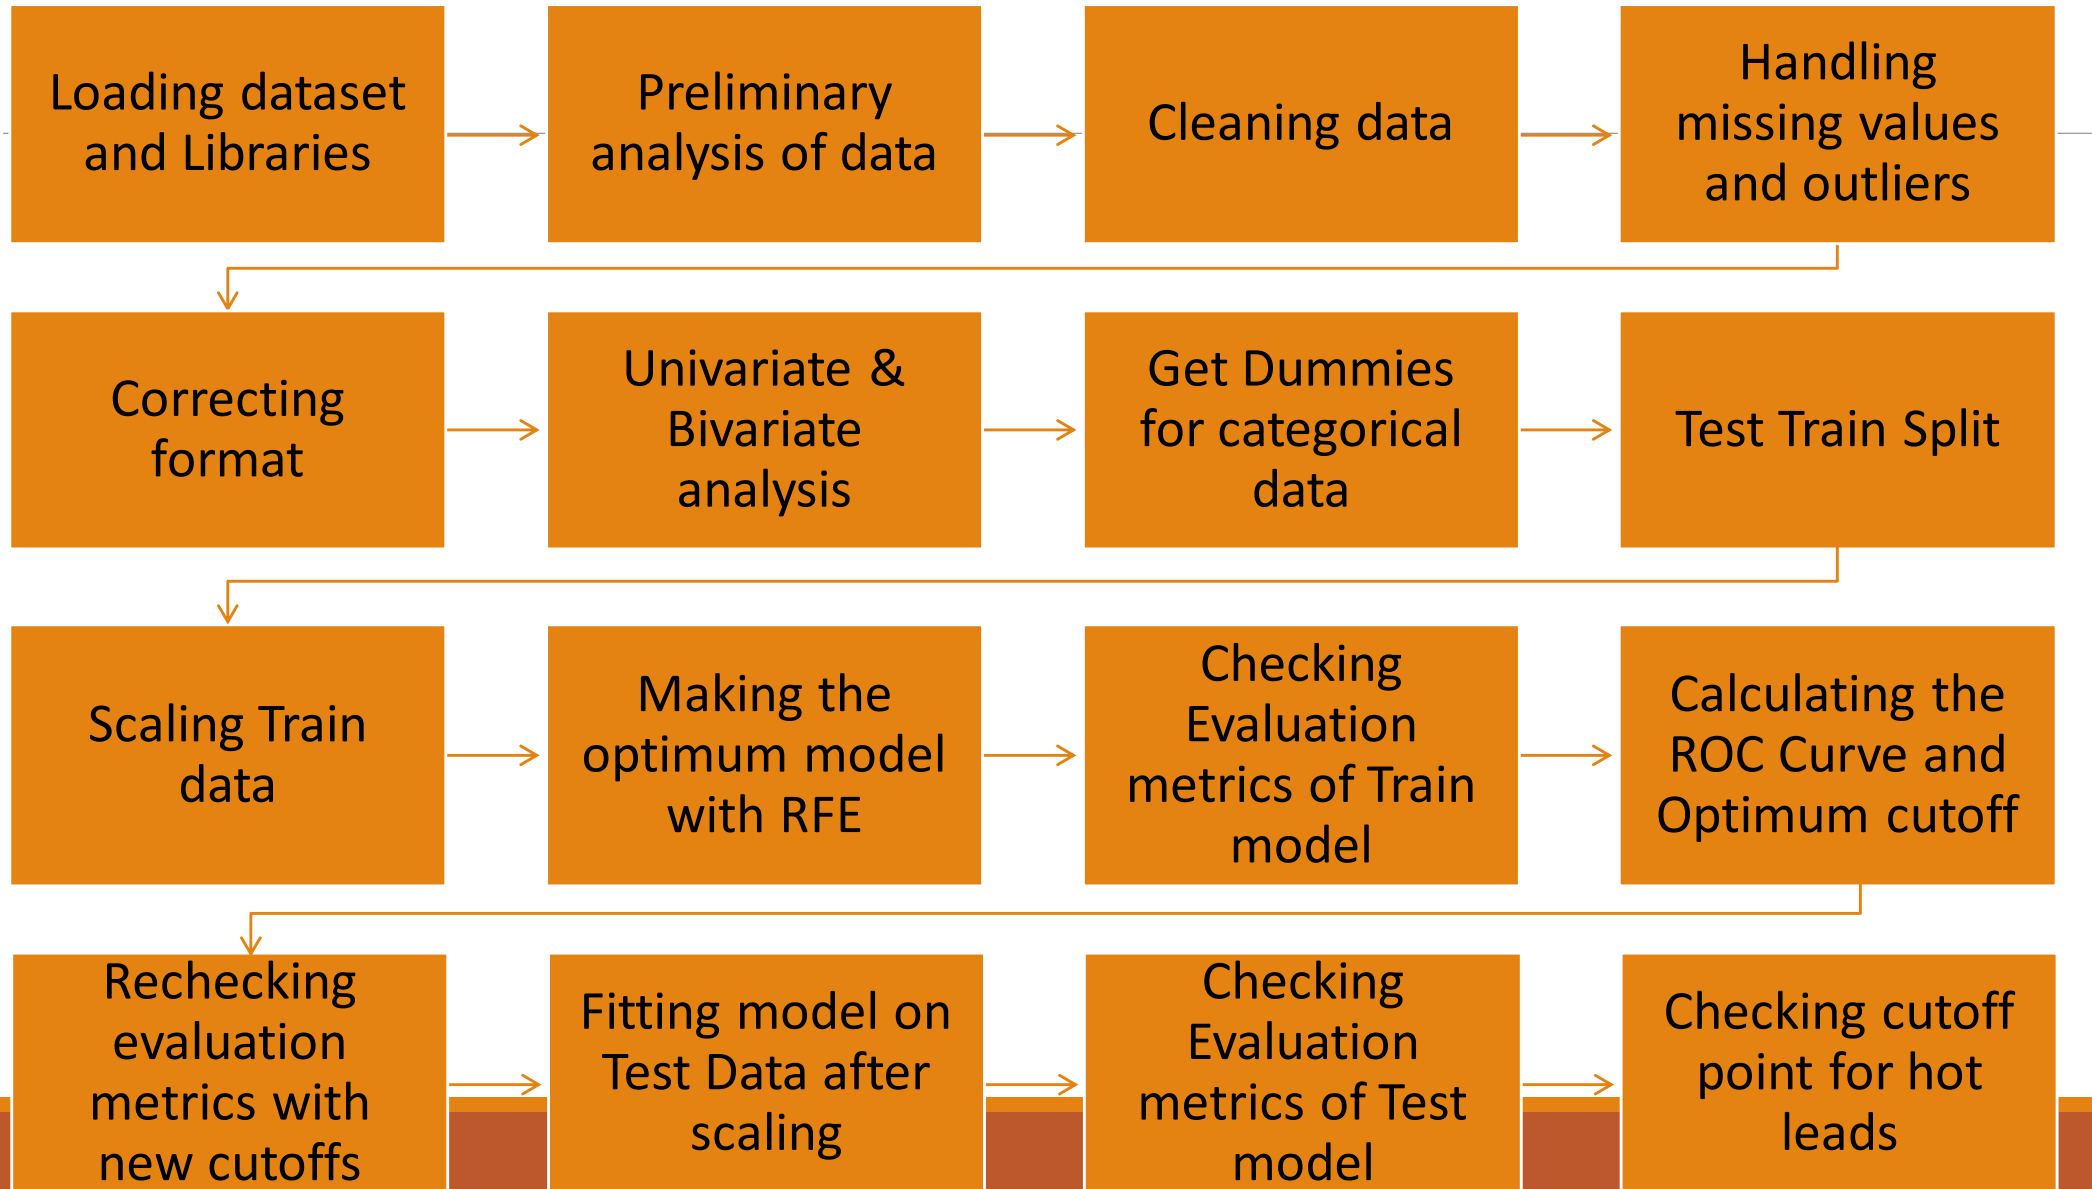 Loading dataset
and Libraries
Preliminary
analysis of data
Cleaning data
Handling
missing values
and outliers
Correcting
format
Univariate &
Bivariate
analysis
Get Dummies
for categorical
data
Test Train Split
Scaling Train
data
Making the
optimum model
with RFE
Checking
Evaluation
metrics of Train
model
Calculating the
ROC Curve and
Optimum cutoff
Rechecking
evaluation
metrics with
new cutoffs
Fitting model on
Test Data after
scaling
Checking
Evaluation
metrics of Test
model
Checking cutoff
point for hot
leads